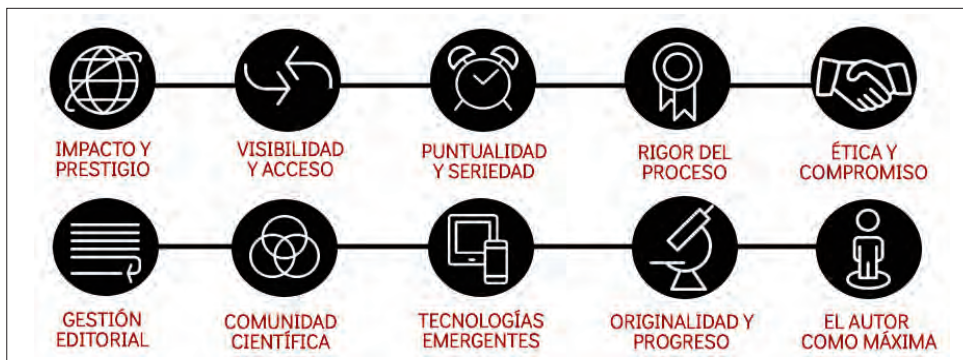 IMPACTO Y
PRESTIGIO
VISIBILIDAD
Y ACCESO
PUNTUALIDAD
Y SERIEDAD
RIGOR DEL
PROCESO
ÉTICA Y
COMPROMISO
GESTIÓN
EDITORIAL
COMUNIDAD
CIENTÍFICA
TECNOLOGÍAS
EMERGENTES
ORIGINALIDAD Y
PROGRESO
EL AUTOR
COMO MÁXIMA